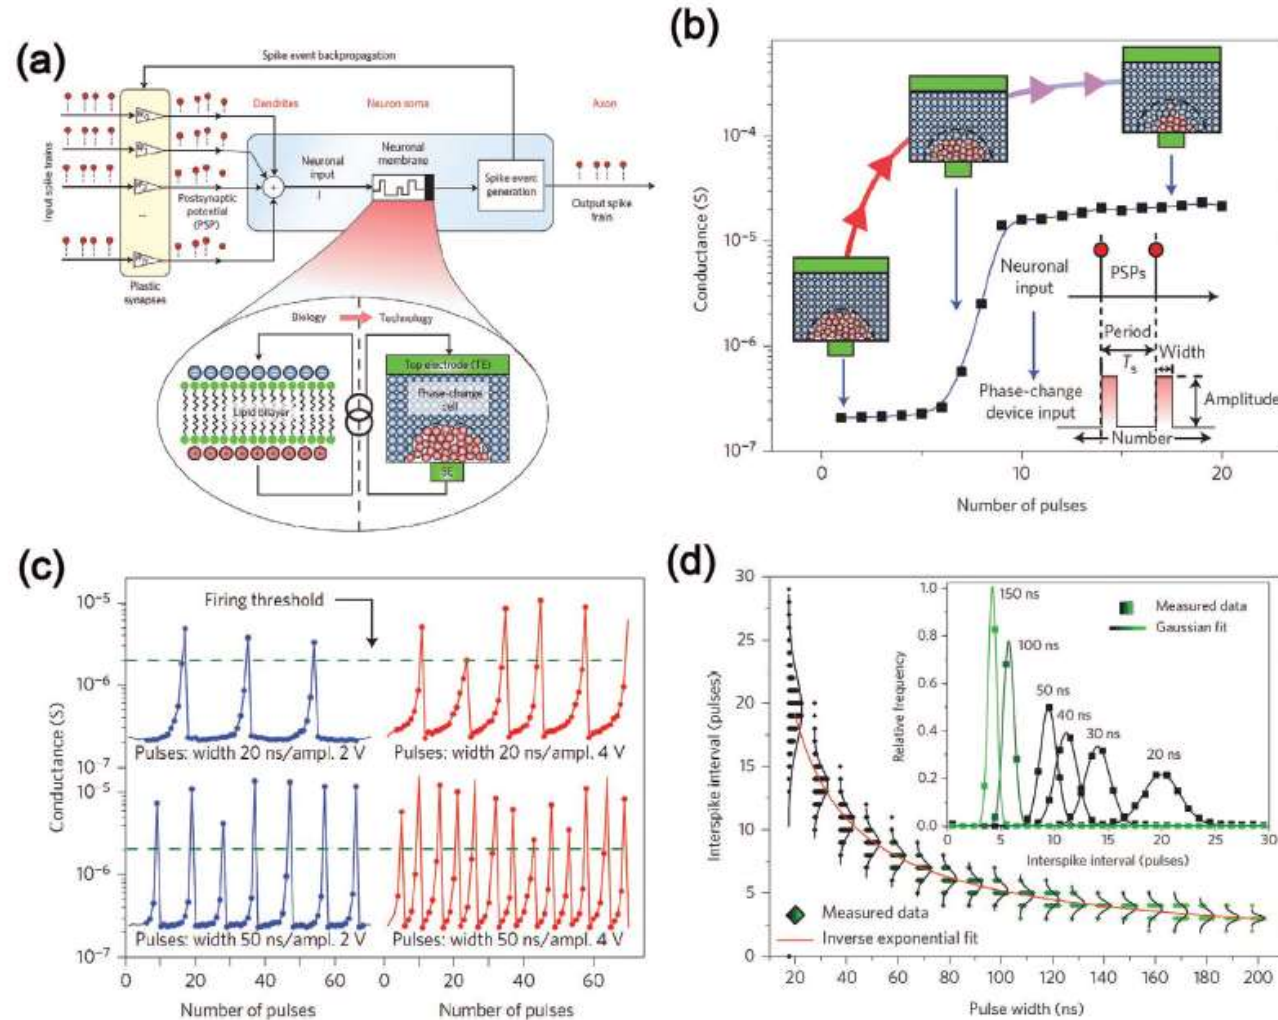 (a)
Spike event backpropagation
Dendrites
Neuron soma
Axon
Input spike trains
Neuronal
input
I
Neuronal
membrane
Spike event
generation
Postsynaptic
potential
(PSP)
...
Output spike
train
Plastic
synapses
Biology
Technology
Lipid bilayer
Top electrode (TE)
Phase-change
cell
BE
(b)
Conductance (S)
10⁻⁴
10⁻⁵
10⁻⁶
10⁻⁷
Neuronal
input
PSPs
Period
Tₛ
Width
Phase-change
device input
Amplitude
Number
0
10
20
Number of pulses
(c)
Firing threshold
Conductance (S)
10⁻⁵
10⁻⁶
10⁻⁷
Pulses: width 20 ns/ampl. 2 V
Pulses: width 20 ns/ampl. 4 V
10⁻⁵
10⁻⁶
10⁻⁷
Pulses: width 50 ns/ampl. 2 V
Pulses: width 50 ns/ampl. 4 V
0 20 40 60
0 20 40 60
Number of pulses
Number of pulses
(d)
Interspike interval (pulses)
30
25
20
15
10
5
0
Relative frequency
1.0
0.8
0.6
0.4
0.2
0
150 ns
100 ns
50 ns
40 ns
30 ns
20 ns
Measured data
Gaussian fit
0 5 10 15 20 25 30
Interspike interval (pulses)
Measured data
Inverse exponential fit
20 40 60 80 100 120 140 160 180 200
Pulse width (ns)